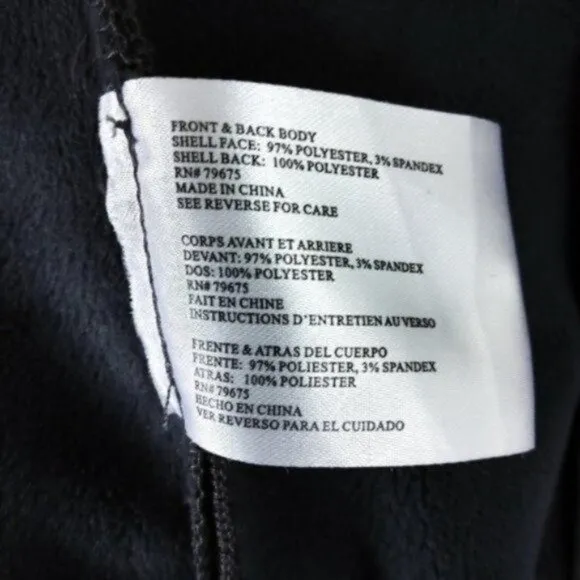 FRONT & BACK BODY
SHELL FACE: 97% POLYESTER, 3% SPANDEX
SHELL BACK: 100% POLYESTER
RN# 79675
MADE IN CHINA
SEE REVERSE FOR CARE
CORPS AVANT ET ARRIERE
DEVANT: 97% POLYESTER, 3% SPANDEX
DOS: 100% POLYESTER
RN# 79675
FAIT EN CHINE
INSTRUCTIONS D'ENTRETIEN AU VERSO
FRENTE & ATRAS DEL CUERPO
FRENTE: 97% POLIESTER, 3% SPANDEX
ATRAS: 100% POLIESTER
RN# 79675
HECHO EN CHINA
VER REVERSO PARA EL CUIDADO